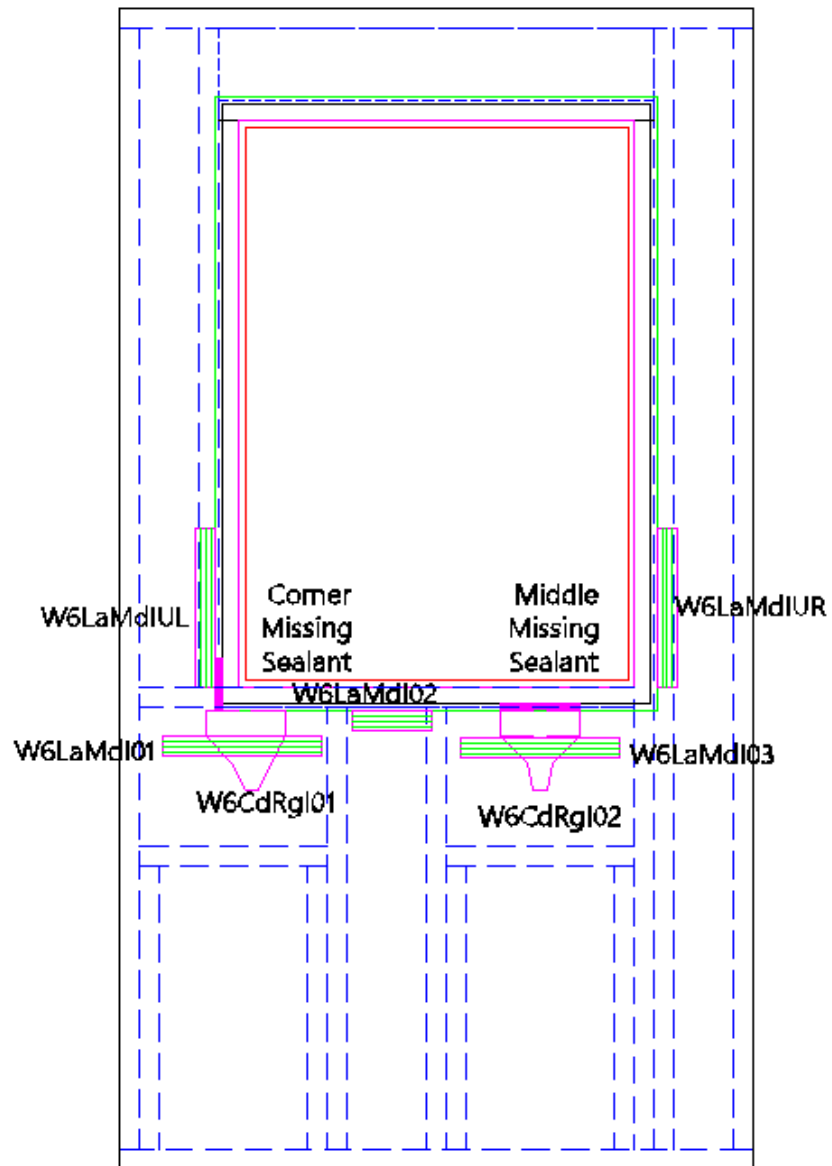 Corner
Missing
Sealant
Middle
Missing
Sealant
W6LaMdlUL
W6LaMdlUR
W6LaMdl02
W6LaMdl01
W6LaMdl03
W6CdRgl01
W6CdRgl02